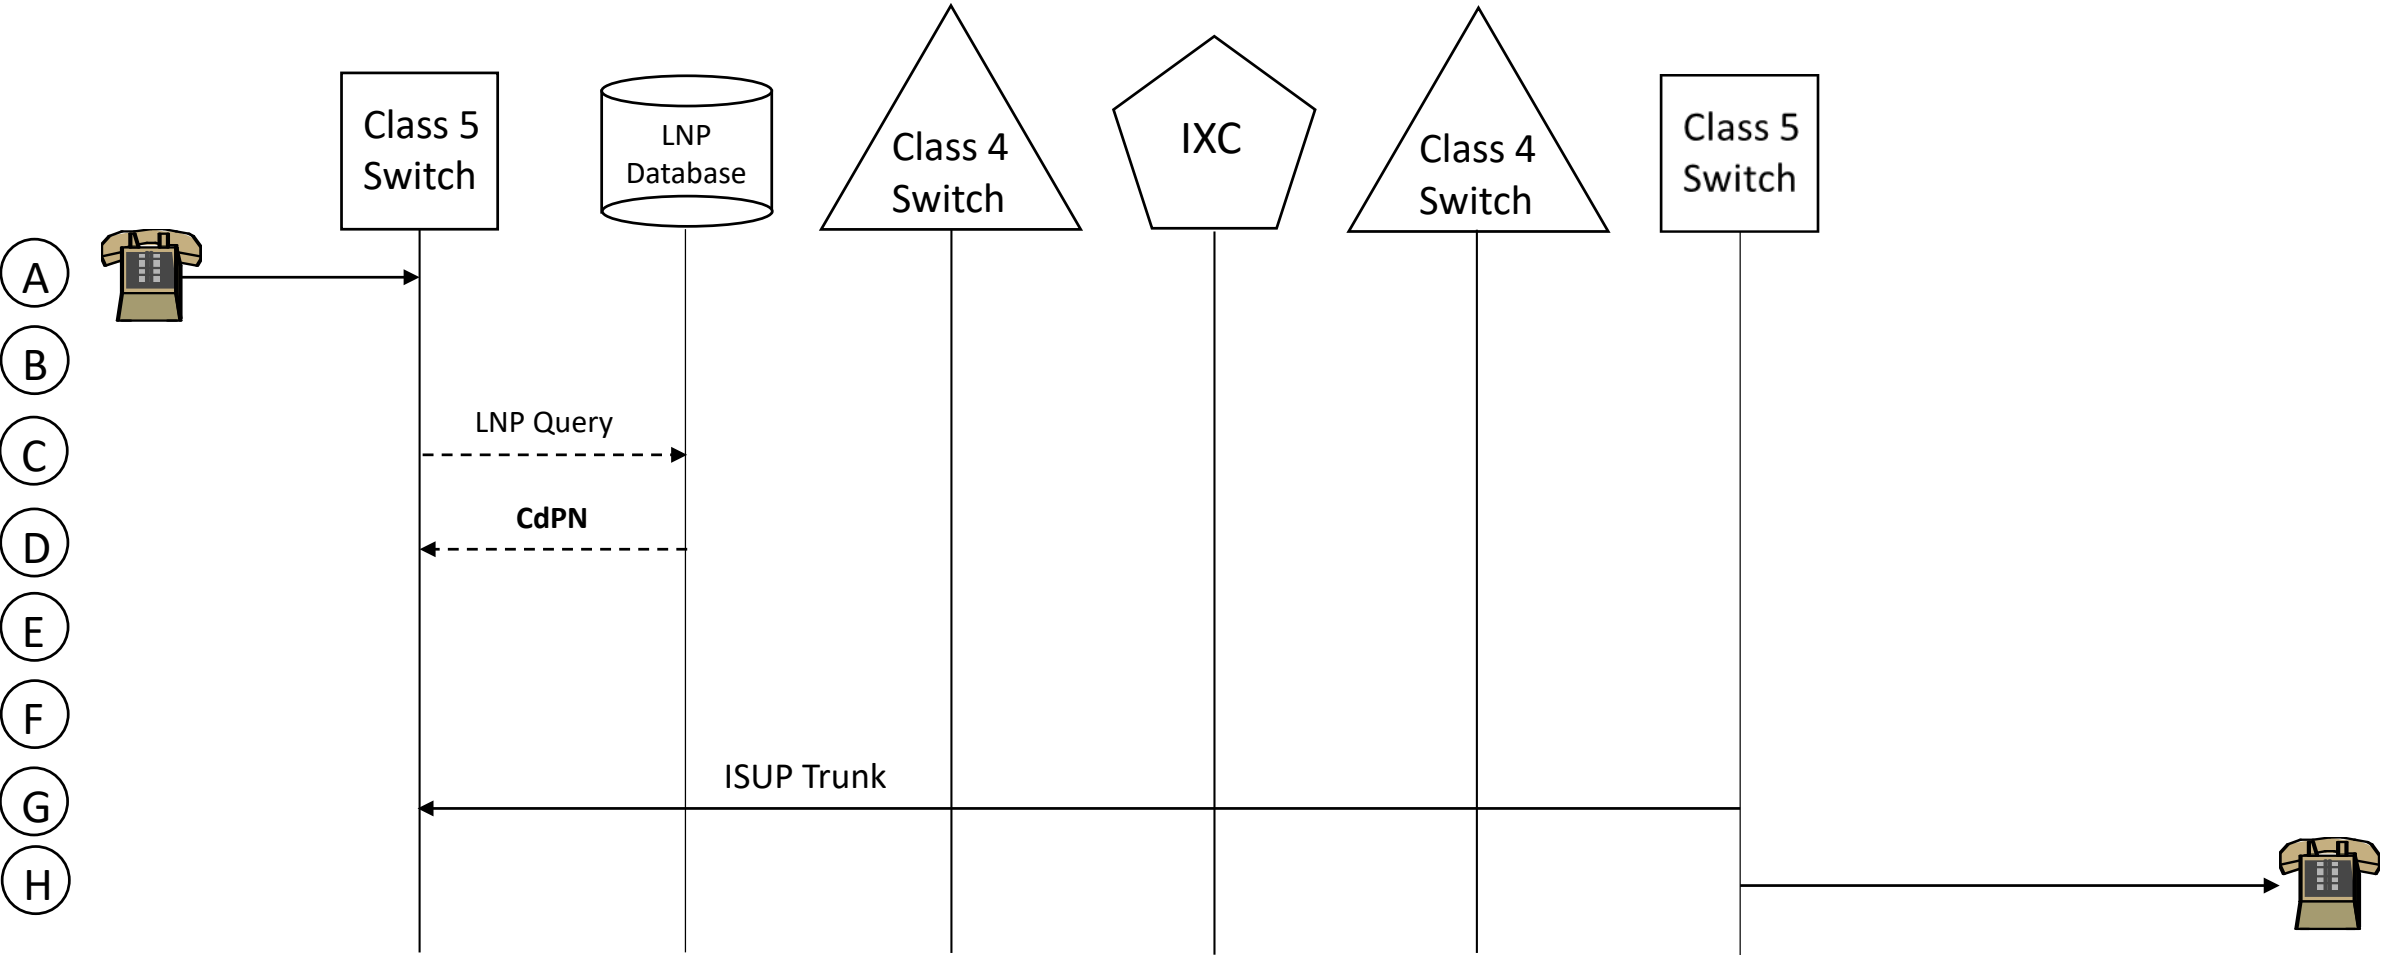 Class 5
Switch
LNP
Database
Class 4
Switch
IXC
Class 4
Switch
Class 5
Switch
A
B
C
LNP Query
D
CdPN
E
F
G
ISUP Trunk
H